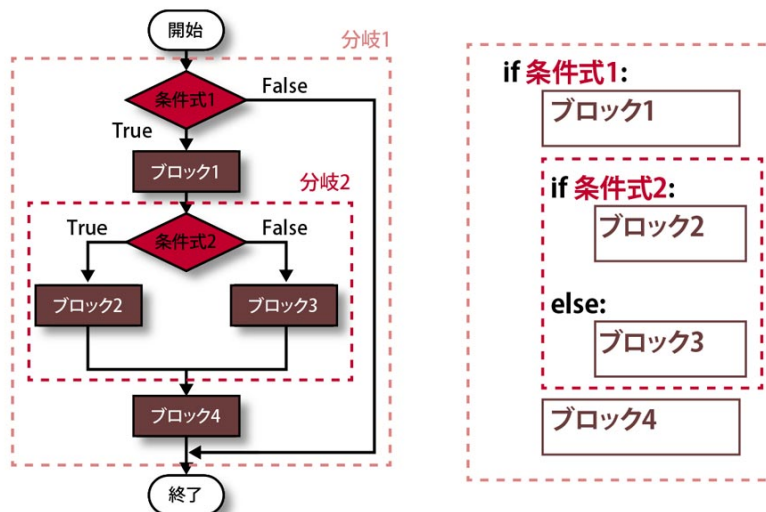 開始
分岐1
条件式1
False
True
ブロック1
分岐2
True
条件式2
False
ブロック2
ブロック3
ブロック4
終了
if 条件式1:
ブロック1
if 条件式2:
ブロック2
else:
ブロック3
ブロック4